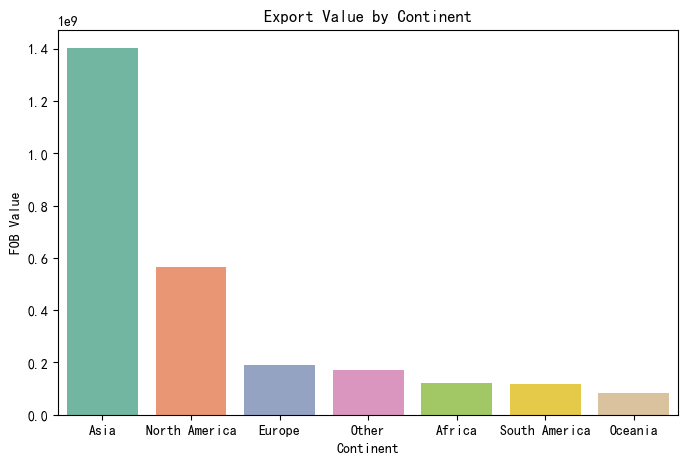 Export Value by Continent
1e9
1.4
1.2
1.0
0.8
0.6
0.4
0.2
0.0
FOB Value
Asia North America Europe Other Africa South America Oceania
Continent